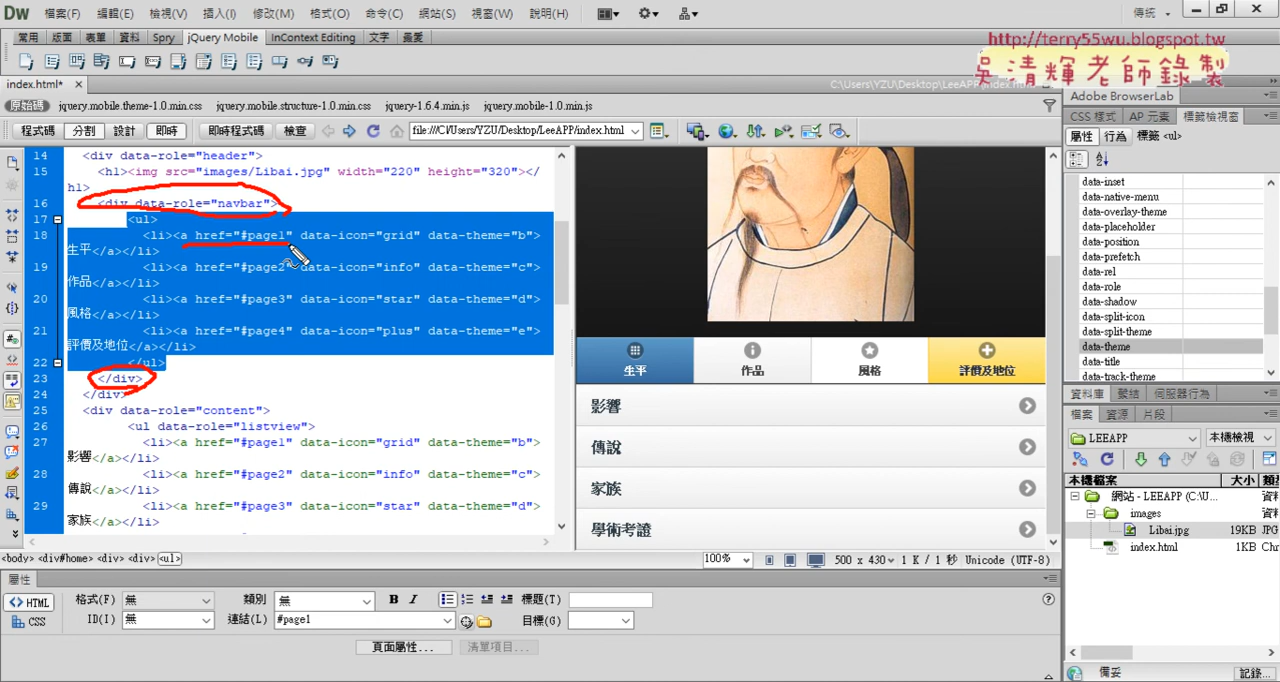 Dw 檔案(F) 編輯(E) 檢視(V) 插入(I) 修改(M) 格式(O) 命令(C) 網站(S) 視窗(W) 說明(H) 傳統
常用 版面 表單 資料 Spry jQuery Mobile InContext Editing 文字 我的最愛
http://terry55wu.blogspot.tw
吳清輝老師錄製
index.html*
C:\Users\YZU\Desktop\LeeAPP\index.html
原始碼 jquery.mobile.theme-1.0.min.css jquery.mobile.structure-1.0.min.css jquery-1.6.4.min.js jquery.mobile-1.0.min.js
程式碼 分割 設計 即時 即時程式碼 檢查 file:///C|/Users/YZU/Desktop/LeeAPP/index.html
14 <div data-role="header">
15 <h1><img src="images/Libai.jpg" width="220" height="320"></
h1>
16 <div data-role="navbar">
17 <ul>
18 <li><a href="#page1" data-icon="grid" data-theme="b">
生平</a></li>
19 <li><a href="#page2" data-icon="info" data-theme="c">
作品</a></li>
20 <li><a href="#page3" data-icon="star" data-theme="d">
風格</a></li>
21 <li><a href="#page4" data-icon="plus" data-theme="e">
評價及地位</a></li>
22 </ul>
23 </div>
24 </div>
25 <div data-role="content">
26 <ul data-role="listview">
27 <li><a href="#page1" data-icon="grid" data-theme="b">
影響</a></li>
28 <li><a href="#page2" data-icon="info" data-theme="c">
傳說</a></li>
29 <li><a href="#page3" data-icon="star" data-theme="d">
家族</a></li>
生平 作品 風格 評價及地位
影響
傳說
家族
學術考證
<body> <div#home> <div> <div> <ul>
100% 500 x 430 1 K / 1 秒 Unicode (UTF-8)
屬性
HTML 格式(F) 無 類別 無 B I 標題(T)
CSS ID(I) 無 連結(L) #page1 目標(G)
頁面屬性... 清單項目...
Adobe BrowserLab
CSS 樣式 AP 元素 標籤檢視窗
屬性 行為 標籤 <ul>
data-inset
data-native-menu
data-overlay-theme
data-placeholder
data-position
data-prefetch
data-rel
data-role
data-shadow
data-split-icon
data-split-theme
data-theme
data-title
data-track-theme
資料庫 繫結 伺服器行為
檔案 資源 片段
LEEAPP 本機檢視
本機檔案 大小 類
網站 - LEEAPP (C:\U... 資料
images 資料
Libai.jpg 19KB JPG
index.html 1KB Chr
備妥 記錄...